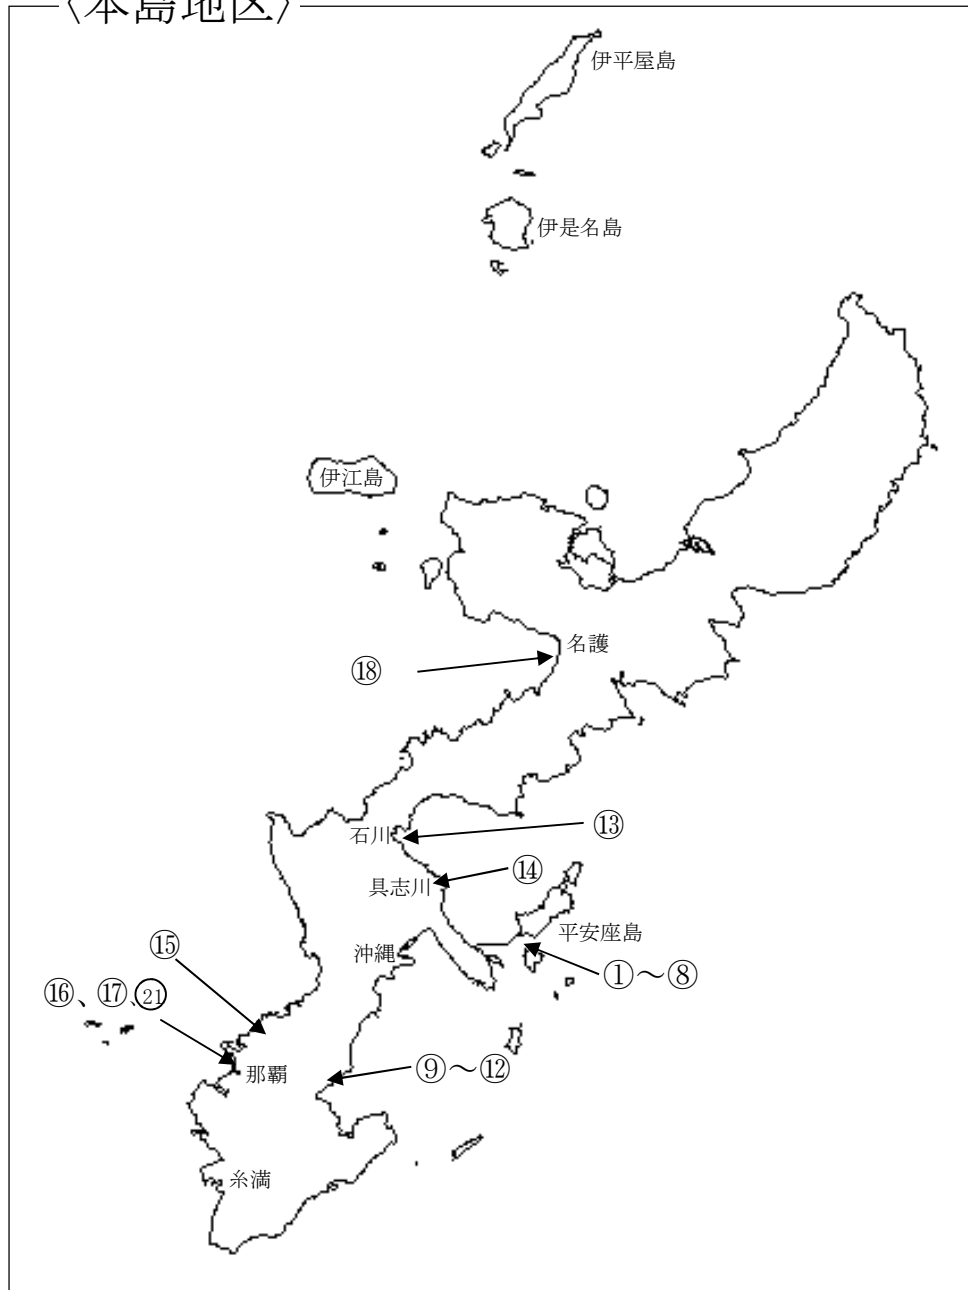 〈本島地区〉
伊平屋島
伊是名島
伊江島
名護
⑱
石川
⑬
具志川
⑭
平安座島
沖縄
⑮
①～⑧
⑯、⑰、㉑
那覇
⑨～⑫
糸満